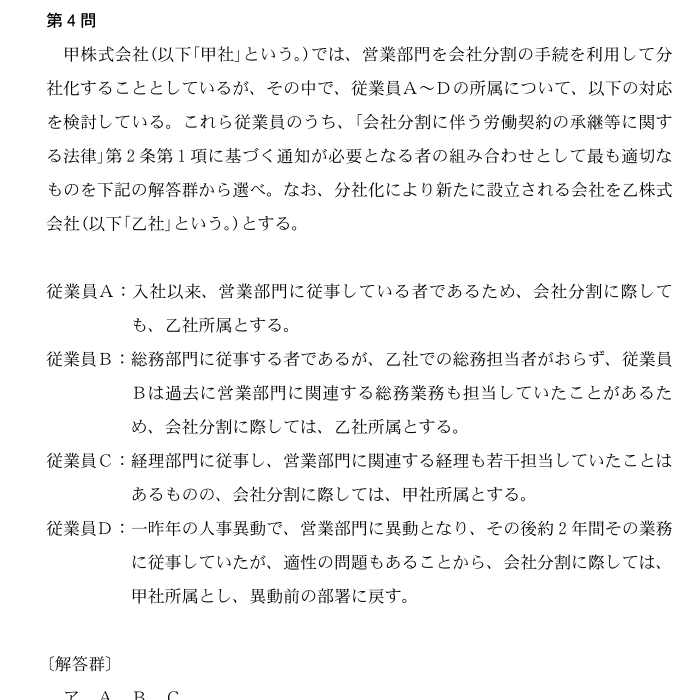 第４問
甲株式会社(以下｢甲社｣という。)では、営業部門を会社分割の手続を利用して分
社化することとしているが、その中で、従業員Ａ～Ｄの所属について、以下の対応
を検討している。これら従業員のうち、｢会社分割に伴う労働契約の承継等に関す
る法律｣第２条第１項に基づく通知が必要となる者の組み合わせとして最も適切な
ものを下記の解答群から選べ。なお、分社化により新たに設立される会社を乙株式
会社(以下｢乙社｣という。)とする。
従業員Ａ：入社以来、営業部門に従事している者であるため、会社分割に際して
も、乙社所属とする。
従業員Ｂ：総務部門に従事する者であるが、乙社での総務担当者がおらず、従業員
Ｂは過去に営業部門に関連する総務業務も担当していたことがあるた
め、会社分割に際しては、乙社所属とする。
従業員Ｃ：経理部門に従事し、営業部門に関連する経理も若干担当していたことは
あるものの、会社分割に際しては、甲社所属とする。
従業員Ｄ：一昨年の人事異動で、営業部門に異動となり、その後約２年間その業務
に従事していたが、適性の問題もあることから、会社分割に際しては、
甲社所属とし、異動前の部署に戻す。
〔解答群〕
ア　Ａ　Ｂ　Ｃ